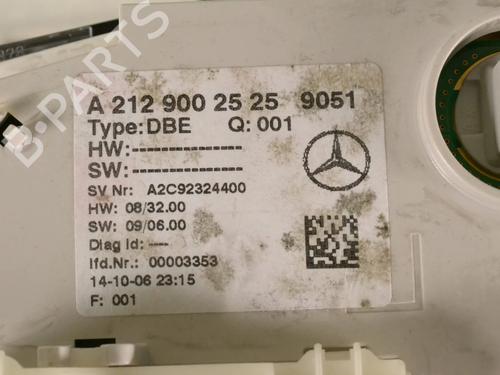 A 212 900 25 25 9051
Type:DBE Q: 001
HW:---------------
SW:---------------
SV Nr: A2C92324400
HW: 08/32.00
SW: 09/06.00
Diag Id: ----
lfd.Nr.: 00003353
14-10-06 23:15
F: 001
B-PARTS